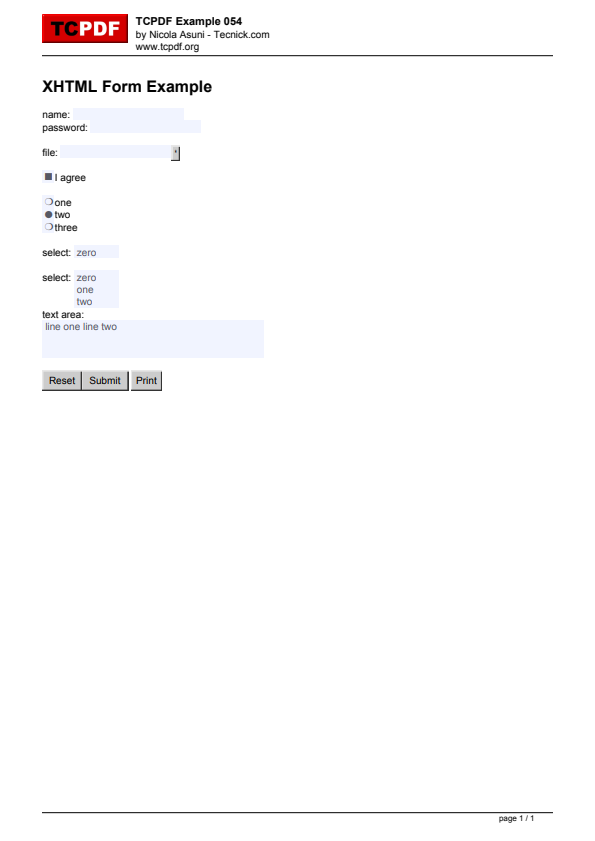 TCPDF
TCPDF Example 054
by Nicola Asuni - Tecnick.com
www.tcpdf.org
XHTML Form Example
name:
password:
file:
I agree
one
two
three
select: zero
select: zero
one
two
text area:
line one line two
Reset Submit Print
page 1 / 1